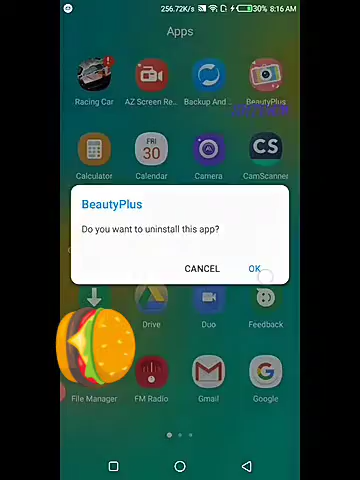 256.72K/s
30% 8:16 AM
Apps
Racing Car
AZ Screen Re...
Backup And ...
BeautyPlus
Calculator
FRI
30
Calendar
Camera
CS
CamScanner
BeautyPlus
Do you want to uninstall this app?
CANCEL
OK
Drive
Duo
Feedback
File Manager
FM Radio
Gmail
Google